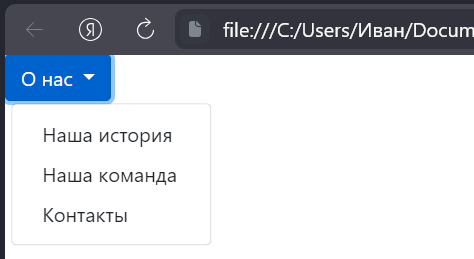 Я file:///C:/Users/Иван/Docum
О нас
Наша история
Наша команда
Контакты